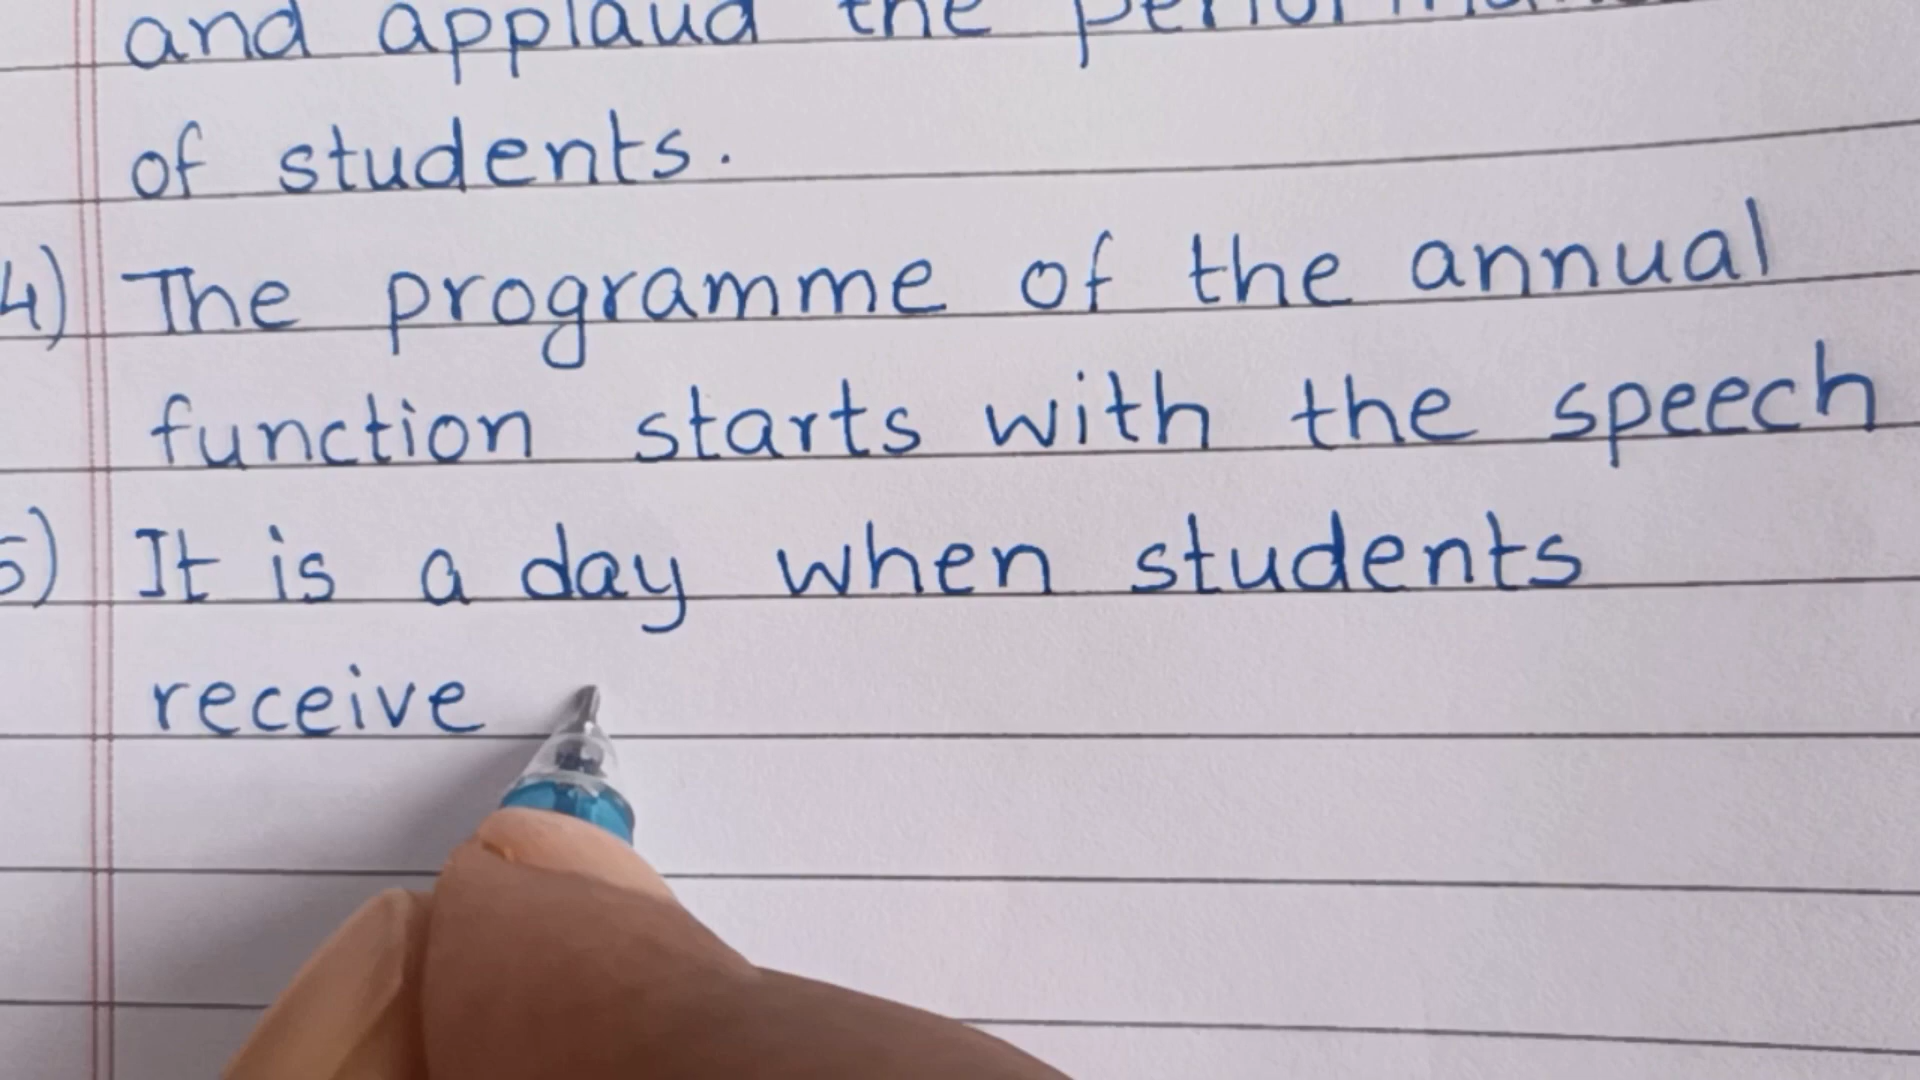 and applaud the
of students.
4) The programme of the annual
function starts with the speech
5) It is a day when students
receive